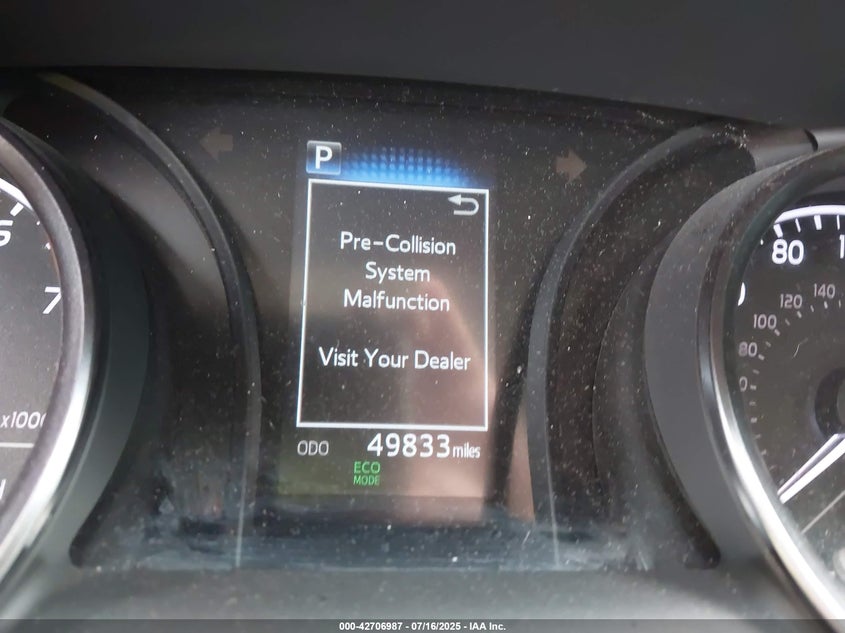 P
Pre-Collision
System
Malfunction
Visit Your Dealer
ODO 49833 miles
ECO
MODE
7
x1000
80
100
120
140
80
000-42706987 - 07/16/2025 - IAA Inc.